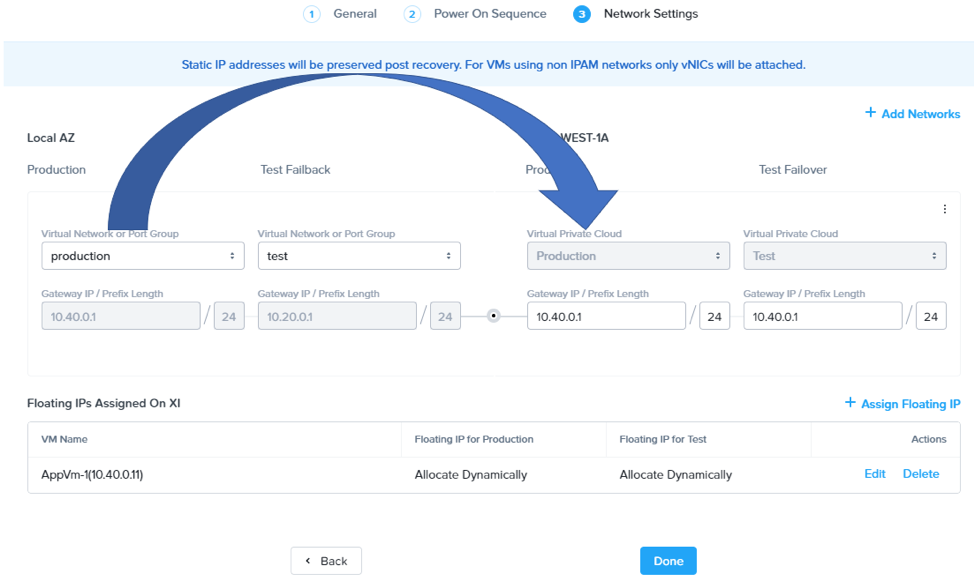 1 General 2 Power On Sequence 3 Network Settings
Static IP addresses will be preserved post recovery. For VMs using non IPAM networks only vNICs will be attached.
+ Add Networks
Local AZ WEST-1A
Production Test Failback Test Failover
Virtual Network or Port Group Virtual Network or Port Group Virtual Private Cloud Virtual Private Cloud
production test Production Test
Gateway IP / Prefix Length Gateway IP / Prefix Length Gateway IP / Prefix Length Gateway IP / Prefix Length
10.40.0.1 / 24 10.20.0.1 / 24 10.40.0.1 / 24 10.40.0.1 / 24
Floating IPs Assigned On XI + Assign Floating IP
VM Name Floating IP for Production Floating IP for Test Actions
AppVm-1(10.40.0.11) Allocate Dynamically Allocate Dynamically Edit Delete
‹ Back Done